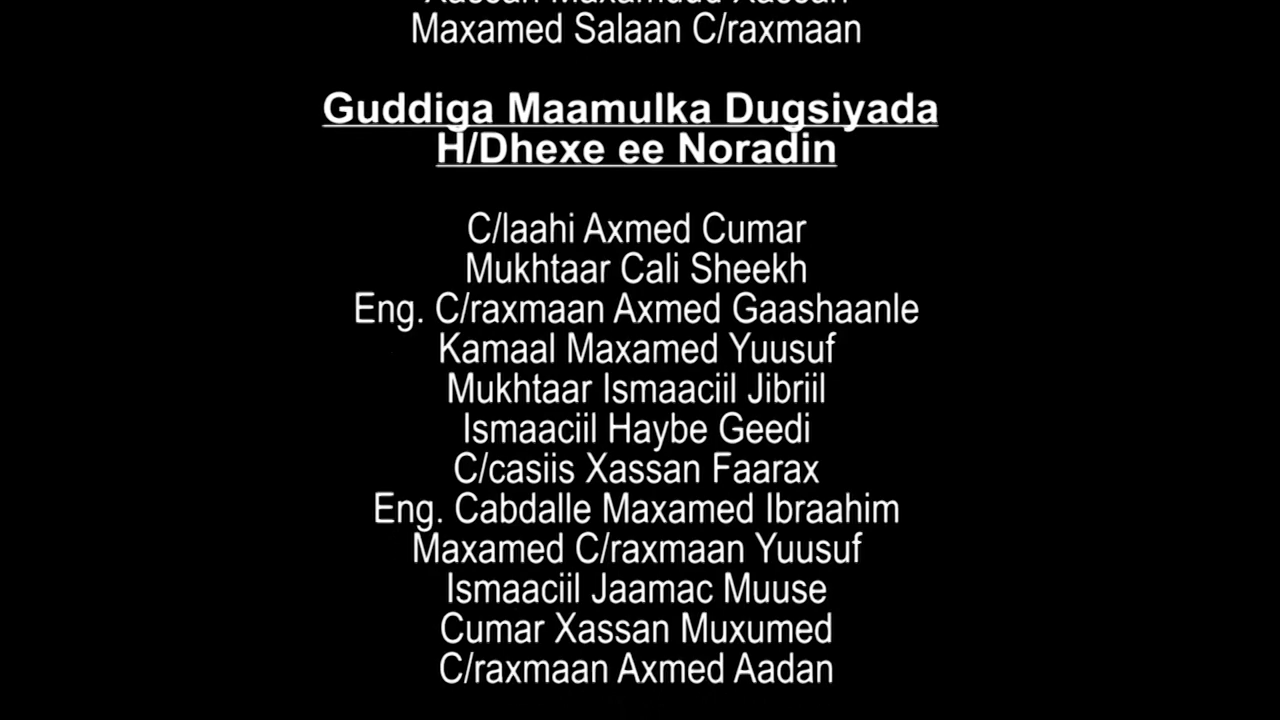 Maxamed Salaan C/raxmaan
Guddiga Maamulka Dugsiyada
H/Dhexe ee Noradin
C/laahi Axmed Cumar
Mukhtaar Cali Sheekh
Eng. C/raxmaan Axmed Gaashaanle
Kamaal Maxamed Yuusuf
Mukhtaar Ismaaciil Jibriil
Ismaaciil Haybe Geedi
C/casiis Xassan Faarax
Eng. Cabdalle Maxamed Ibraahim
Maxamed C/raxmaan Yuusuf
Ismaaciil Jaamac Muuse
Cumar Xassan Muxumed
C/raxmaan Axmed Aadan